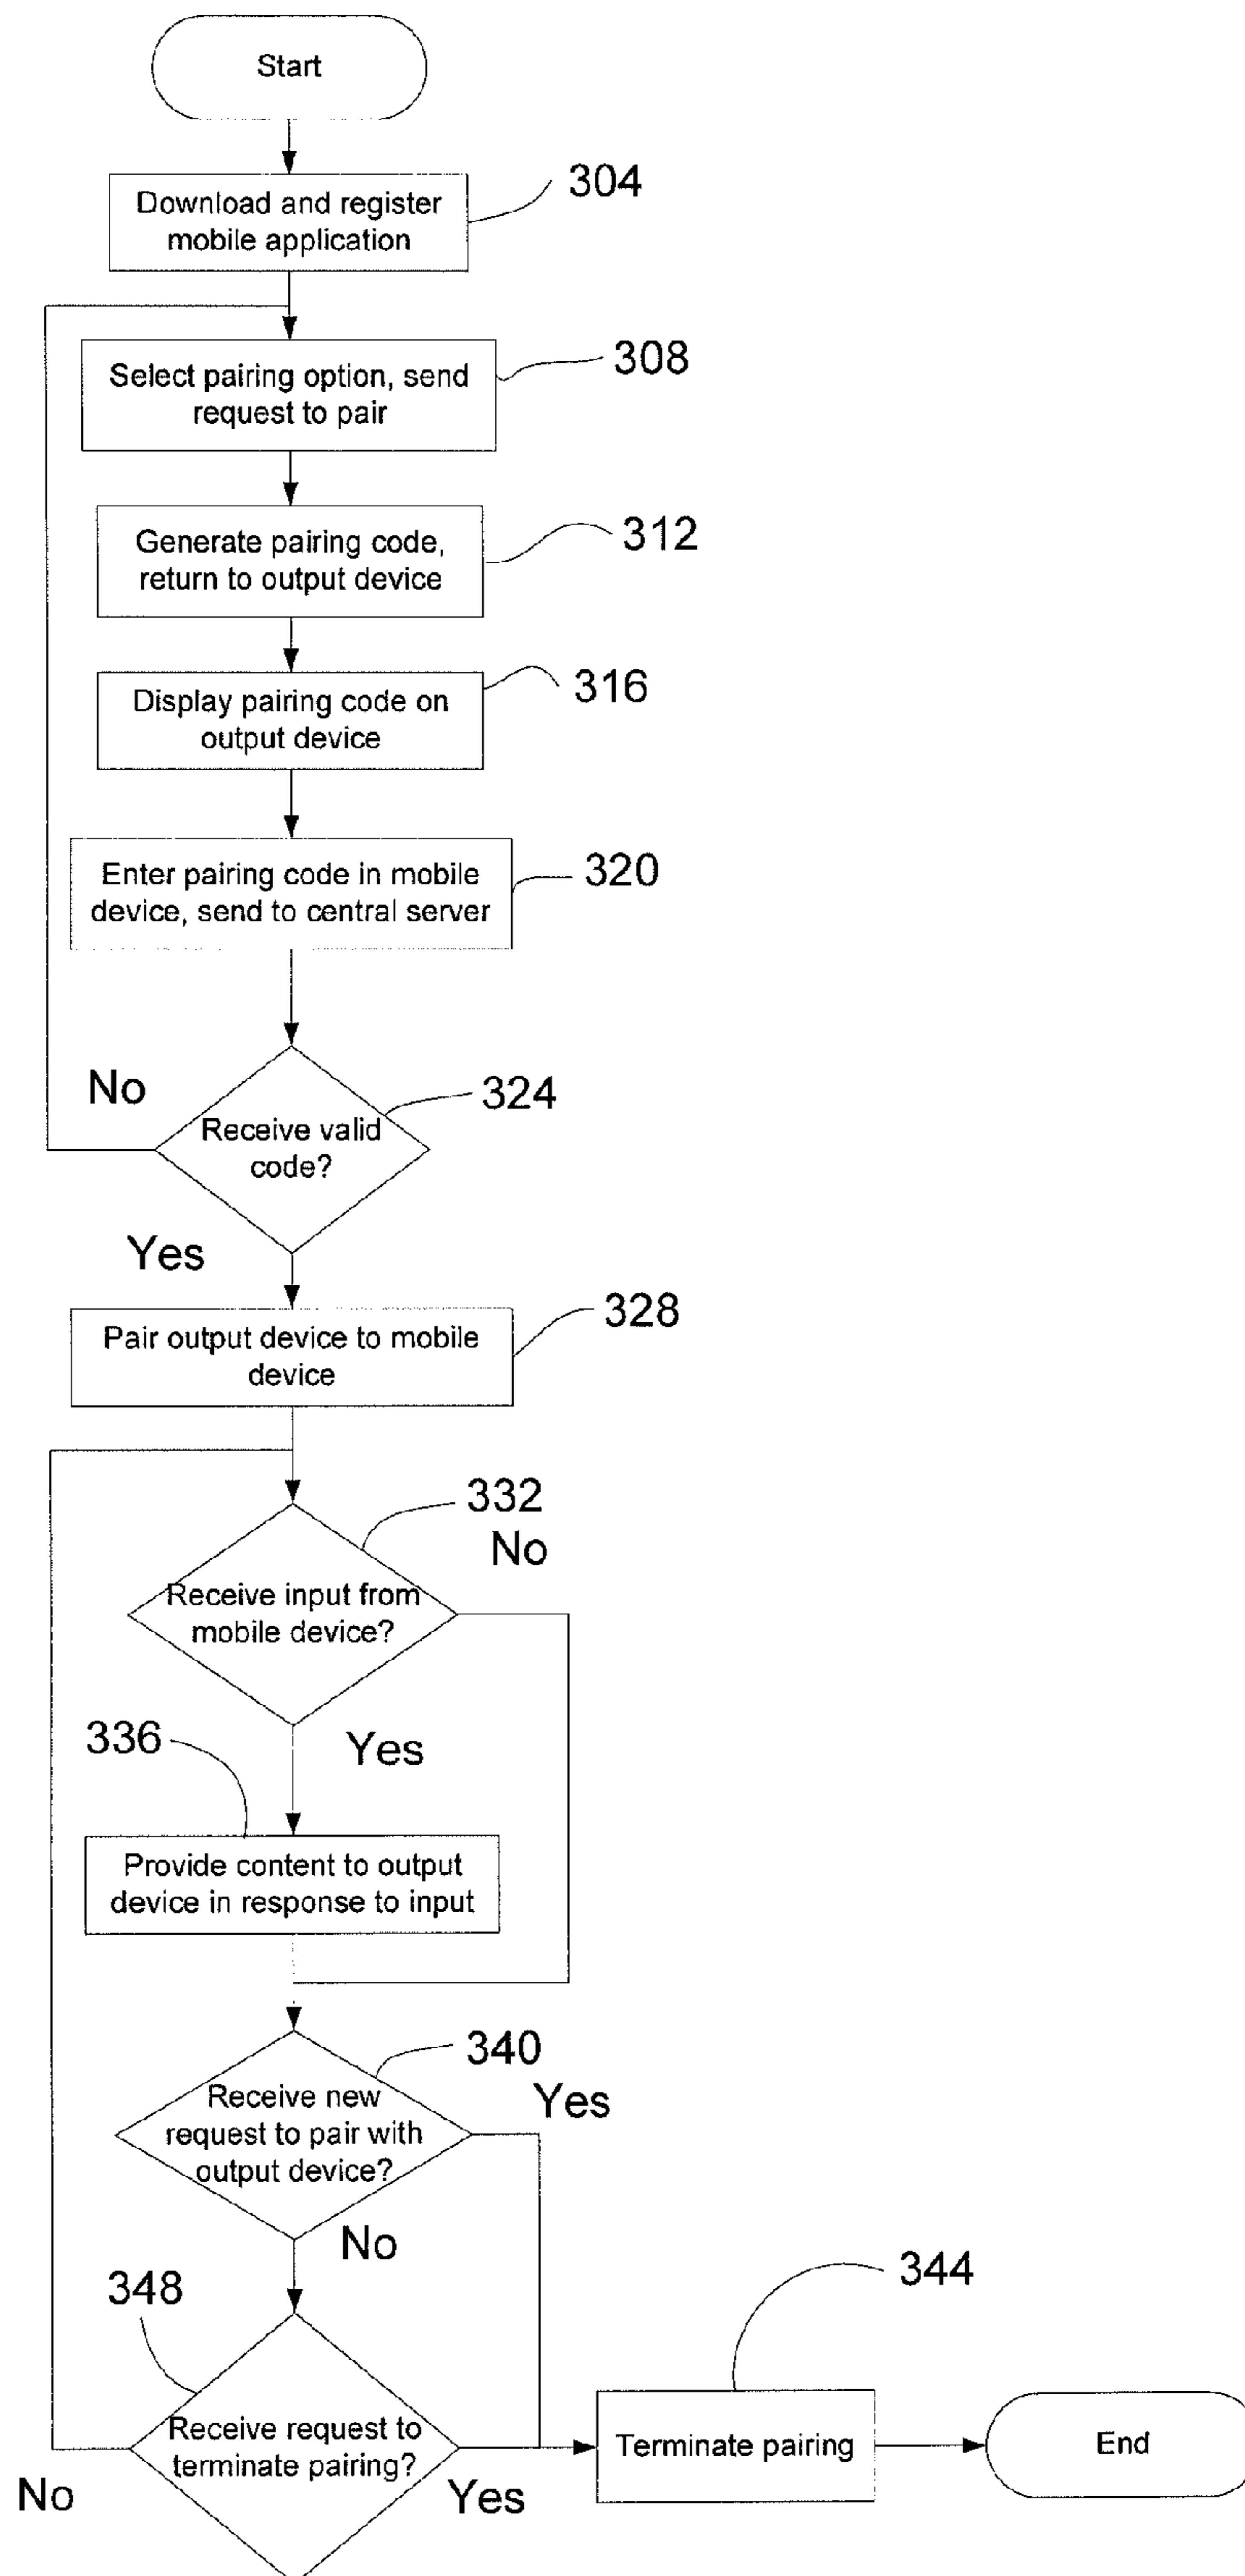 Start
304
Download and register
mobile application
308
Select pairing option, send
request to pair
312
Generate pairing code,
return to output device
316
Display pairing code on
output device
320
Enter pairing code in mobile
device, send to central server
No
324
Receive valid
code?
Yes
328
Pair output device to mobile
device
332
No
Receive input from
mobile device?
336
Yes
Provide content to output
device in response to input
340
Yes
Receive new
request to pair with
output device?
No
348
344
Receive request to
terminate pairing?
No
Yes
Terminate pairing
End